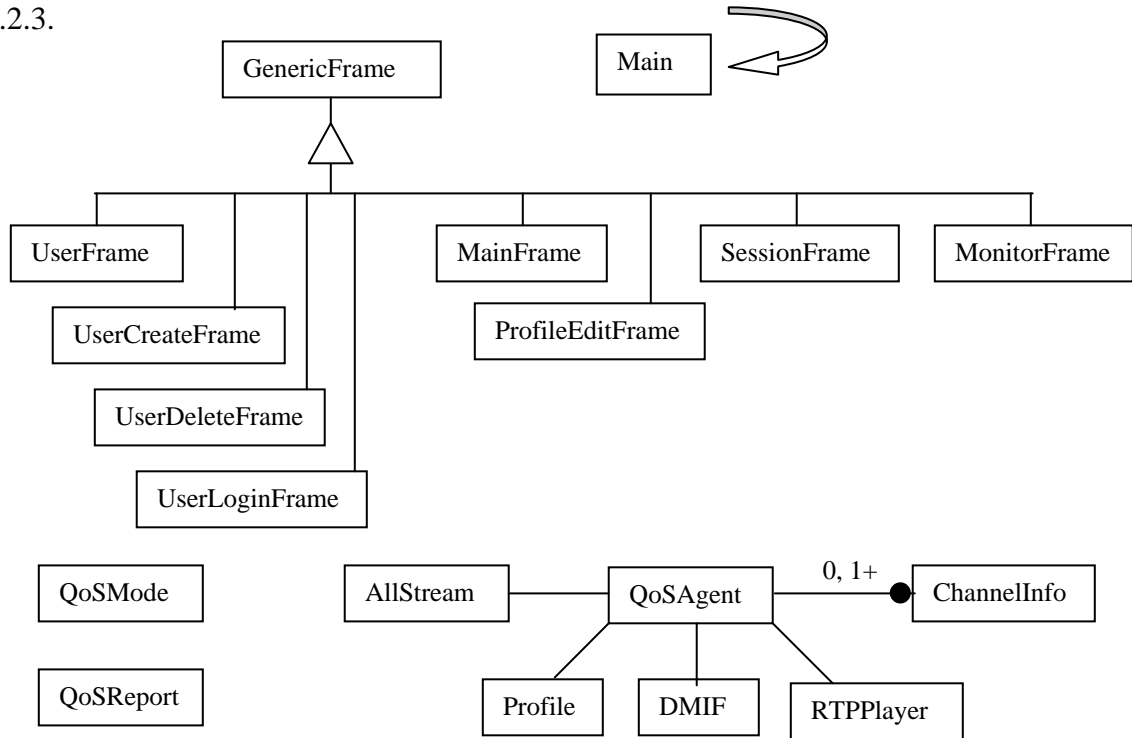 .2.3.
GenericFrame
Main
UserFrame
MainFrame
SessionFrame
MonitorFrame
UserCreateFrame
ProfileEditFrame
UserDeleteFrame
UserLoginFrame
QoSMode
AllStream
QoSAgent
0, 1+
ChannelInfo
QoSReport
Profile
DMIF
RTPPlayer